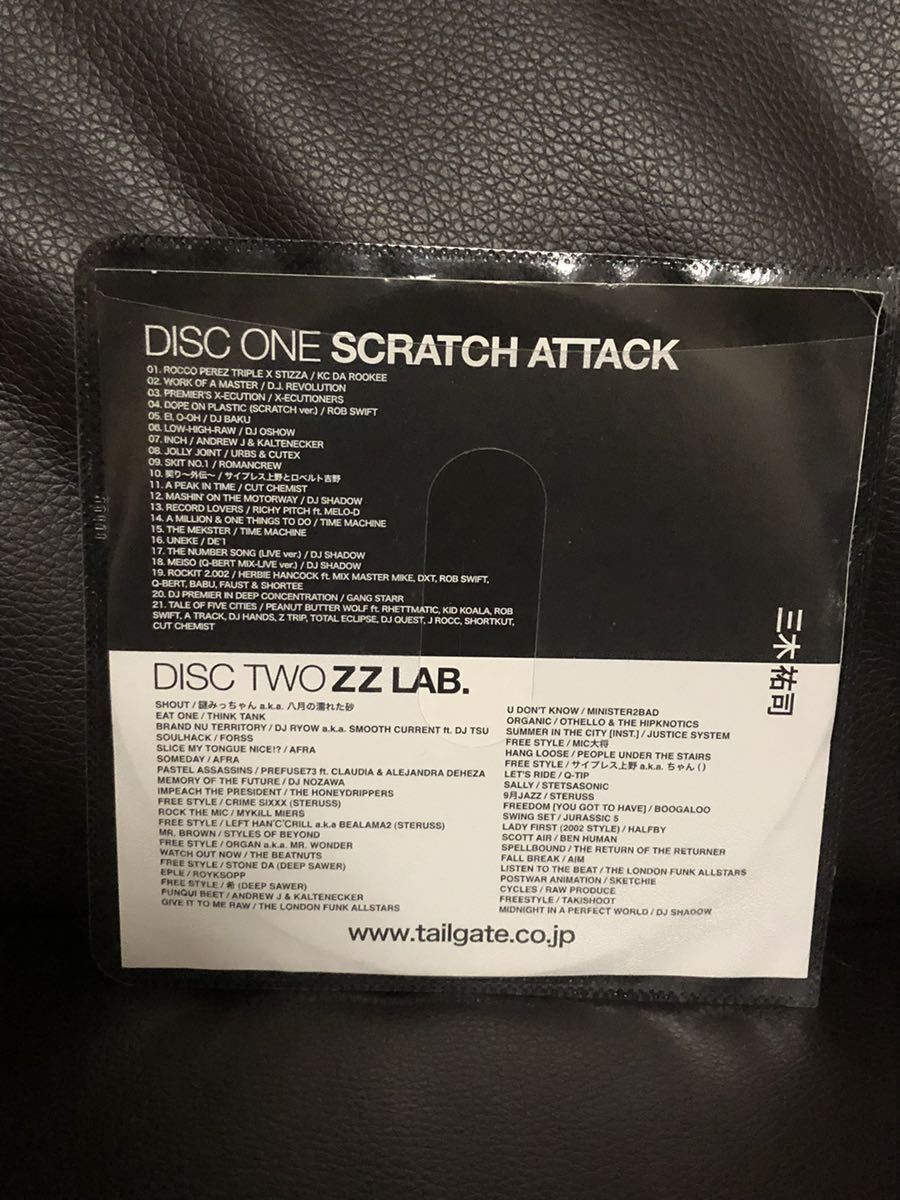 DISC ONE SCRATCH ATTACK
01. ROCCO PEREZ TRIPLE X STIZZA / KC DA ROOKEE
02. WORK OF A MASTER / D.J. REVOLUTION
03. PREMIER'S X-ECUTION / X-ECUTIONERS
04. DOPE ON PLASTIC (SCRATCH ver.) / ROB SWIFT
05. EI, O-OH / DJ BAKU
06. LOW-HIGH-RAW / DJ OSHOW
07. INCH / ANDREW J & KALTENECKER
08. JOLLY JOINT / URBS & CUTEX
09. SKIT NO.1 / ROMANCREW
10. 契り〜外伝〜 / サイプレス上野とロベルト吉野
11. A PEAK IN TIME / CUT CHEMIST
12. MASHIN' ON THE MOTORWAY / DJ SHADOW
13. RECORD LOVERS / RICHY PITCH ft. MELO-D
14. A MILLION & ONE THINGS TO DO / TIME MACHINE
15. THE MEKSTER / TIME MACHINE
16. UNEKE / DE'1
17. THE NUMBER SONG (LIVE ver.) / DJ SHADOW
18. MEISO (Q-BERT MIX-LIVE ver.) / DJ SHADOW
19. ROCKIT 2.002 / HERBIE HANCOCK ft. MIX MASTER MIKE, DXT, ROB SWIFT,
Q-BERT, BABU, FAUST & SHORTEE
20. DJ PREMIER IN DEEP CONCENTRATION / GANG STARR
21. TALE OF FIVE CITIES / PEANUT BUTTER WOLF ft. RHETTMATIC, KID KOALA, ROB
SWIFT, A TRACK, DJ HANDS, Z TRIP, TOTAL ECLIPSE, DJ QUEST, J ROCC, SHORTKUT,
CUT CHEMIST
三木祐司
DISC TWO ZZ LAB.
SHOUT /謎みっちゃん a.k.a. 八月の濡れた砂
EAT ONE / THINK TANK
BRAND NU TERRITORY / DJ RYOW a.k.a. SMOOTH CURRENT ft. DJ TSU
SOULHACK / FORSS
SLICE MY TONGUE NICE!? / AFRA
SOMEDAY / AFRA
PASTEL ASSASSINS / PREFUSE73 ft. CLAUDIA & ALEJANDRA DEHEZA
MEMORY OF THE FUTURE / DJ NOZAWA
IMPEACH THE PRESIDENT / THE HONEYDRIPPERS
FREE STYLE / CRIME SIXXX (STERUSS)
ROCK THE MIC / MYKILL MIERS
FREE STYLE / LEFT HAN"C"CRILL a.k.a BEALAMA2 (STERUSS)
MR. BROWN / STYLES OF BEYOND
FREE STYLE / ORGAN a.k.a. MR. WONDER
WATCH OUT NOW / THE BEATNUTS
FREE STYLE / STONE DA (DEEP SAWER)
EPLE / ROYKSOPP
FREE STYLE / 希 (DEEP SAWER)
FUNQUI BEET / ANDREW J & KALTENECKER
GIVE IT TO ME RAW / THE LONDON FUNK ALLSTARS
U DON'T KNOW / MINISTER2BAD
ORGANIC / OTHELLO & THE HIPKNOTICS
SUMMER IN THE CITY [INST.] / JUSTICE SYSTEM
FREE STYLE / MIC大将
HANG LOOSE / PEOPLE UNDER THE STAIRS
FREE STYLE / サイプレス上野 a.k.a. ちゃん ( )
LET'S RIDE / Q-TIP
SALLY / STETSASONIC
9月JAZZ / STERUSS
FREEDOM [YOU GOT TO HAVE] / BOOGALOO
SWING SET / JURASSIC 5
LADY FIRST (2002 STYLE) / HALFBY
SCOTT AIR / BEN HUMAN
SPELLBOUND / THE RETURN OF THE RETURNER
FALL BREAK / AIM
LISTEN TO THE BEAT / THE LONDON FUNK ALLSTARS
POSTWAR ANIMATION / SKETCHIE
CYCLES / RAW PRODUCE
FREESTYLE / TAKISHOOT
MIDNIGHT IN A PERFECT WORLD / DJ SHADOW
www.tailgate.co.jp